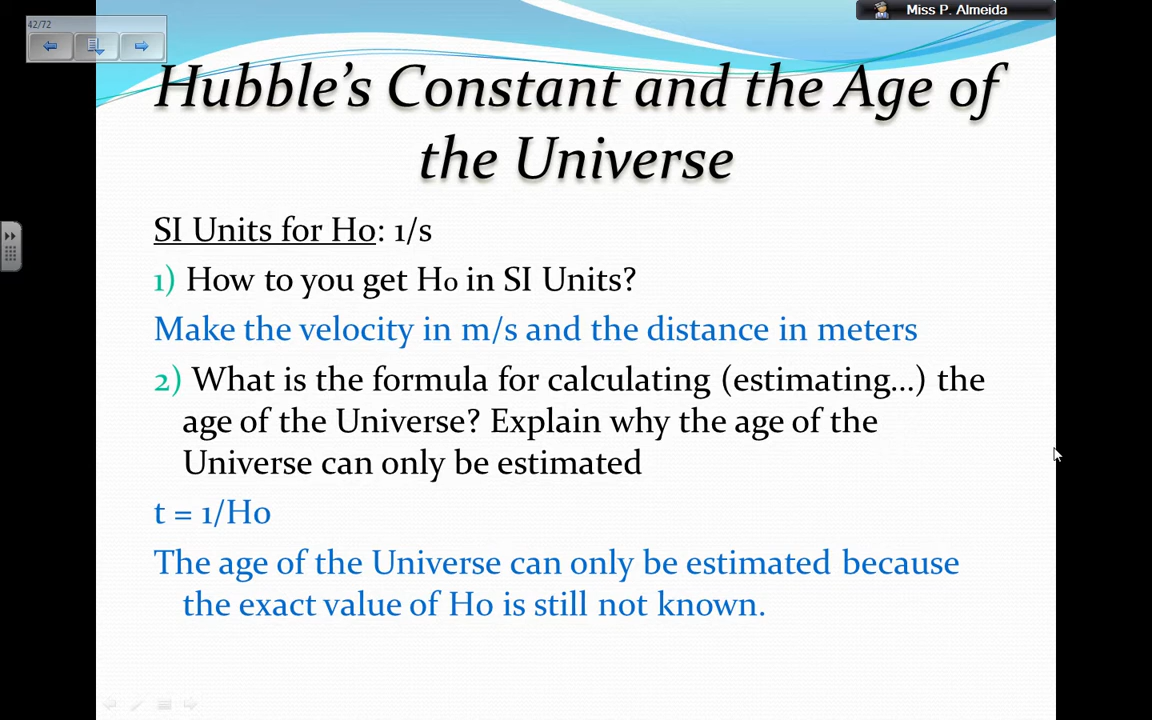 42/72
Miss P. Almeida
Hubble's Constant and the Age of
the Universe
SI Units for Ho: 1/s
1) How to you get Ho in SI Units?
Make the velocity in m/s and the distance in meters
2) What is the formula for calculating (estimating...) the
age of the Universe? Explain why the age of the
Universe can only be estimated
t = 1/Ho
The age of the Universe can only be estimated because
the exact value of Ho is still not known.